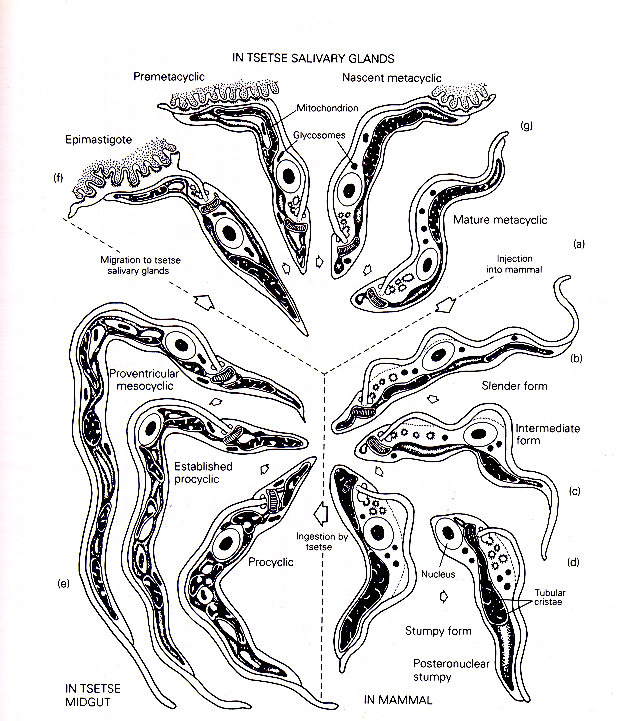 IN TSETSE SALIVARY GLANDS
Premetacyclic
Nascent metacyclic
Mitochondrion
Glycosomes
(g)
Epimastigote
(f)
Mature metacyclic
(a)
Migration to tsetse
salivary glands
Injection
into mammal
(b)
Proventricular
mesocyclic
Slender form
Intermediate
form
Established
procyclic
(c)
Ingestion by
tsetse
Procyclic
(d)
Nucleus
(e)
Tubular
cristae
Stumpy form
Posteronuclear
stumpy
IN TSETSE
MIDGUT
IN MAMMAL